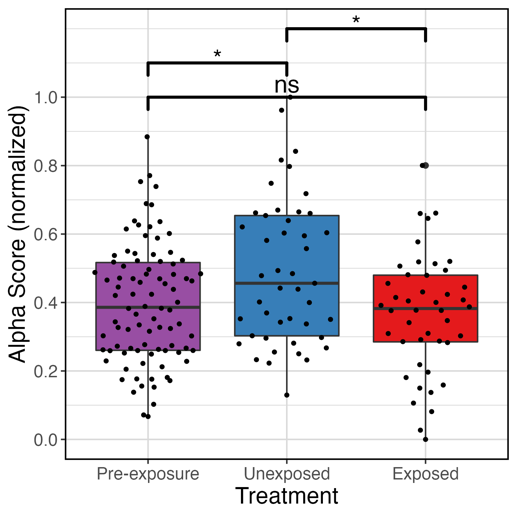 *
*
ns
1.0
0.8
0.6
0.4
0.2
0.0
Alpha Score (normalized)
Pre-exposure Unexposed Exposed
Treatment